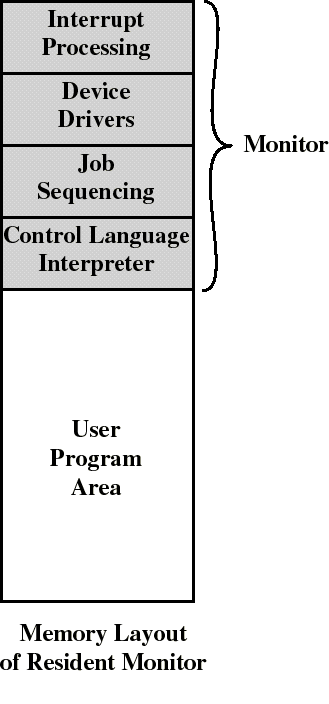 Interrupt
Processing
Device
Drivers
Monitor
Job
Sequencing
Control Language
Interpreter
User
Program
Area
Memory Layout
of Resident Monitor